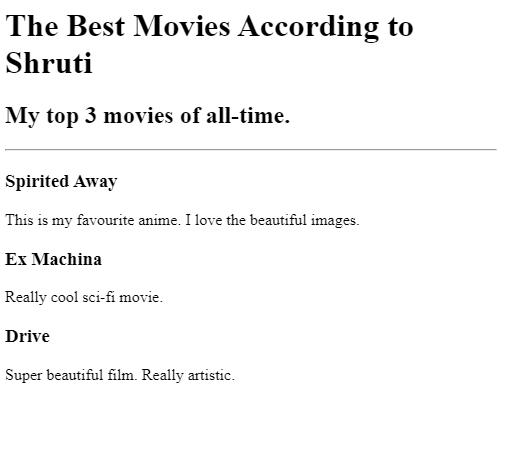 The Best Movies According to
Shruti
My top 3 movies of all-time.
Spirited Away
This is my favourite anime. I love the beautiful images.
Ex Machina
Really cool sci-fi movie.
Drive
Super beautiful film. Really artistic.